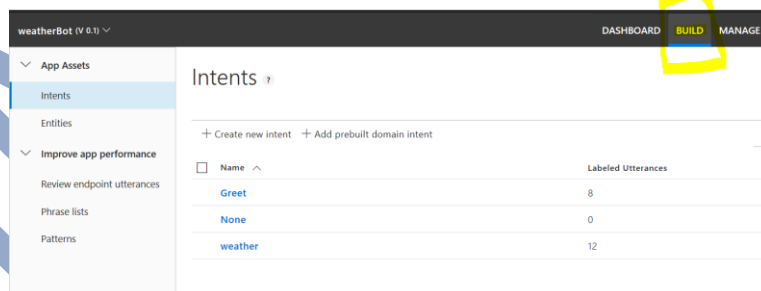 weatherBot (V 0.1) DASHBOARD BUILD MANAGE
App Assets
Intents
Entities
Improve app performance
Review endpoint utterances
Phrase lists
Patterns
Intents ?
+ Create new intent + Add prebuilt domain intent
Name Labeled Utterances
Greet 8
None 0
weather 12